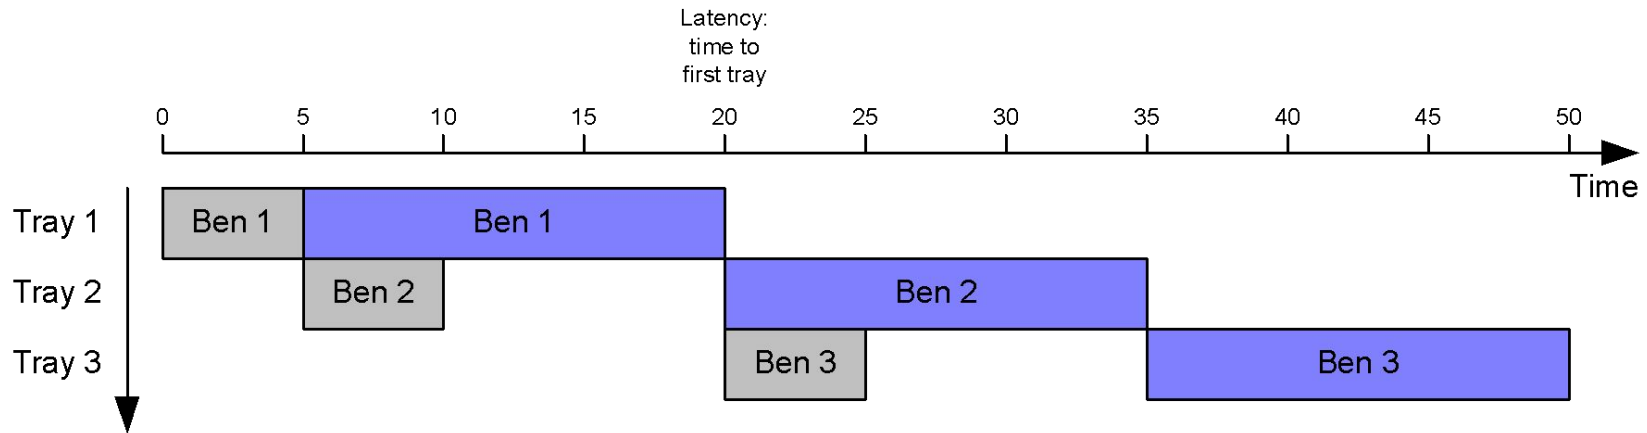 Latency:
time to
first tray
0 5 10 15 20 25 30 35 40 45 50
Time
Tray 1 Ben 1 Ben 1
Tray 2 Ben 2 Ben 2
Tray 3 Ben 3 Ben 3